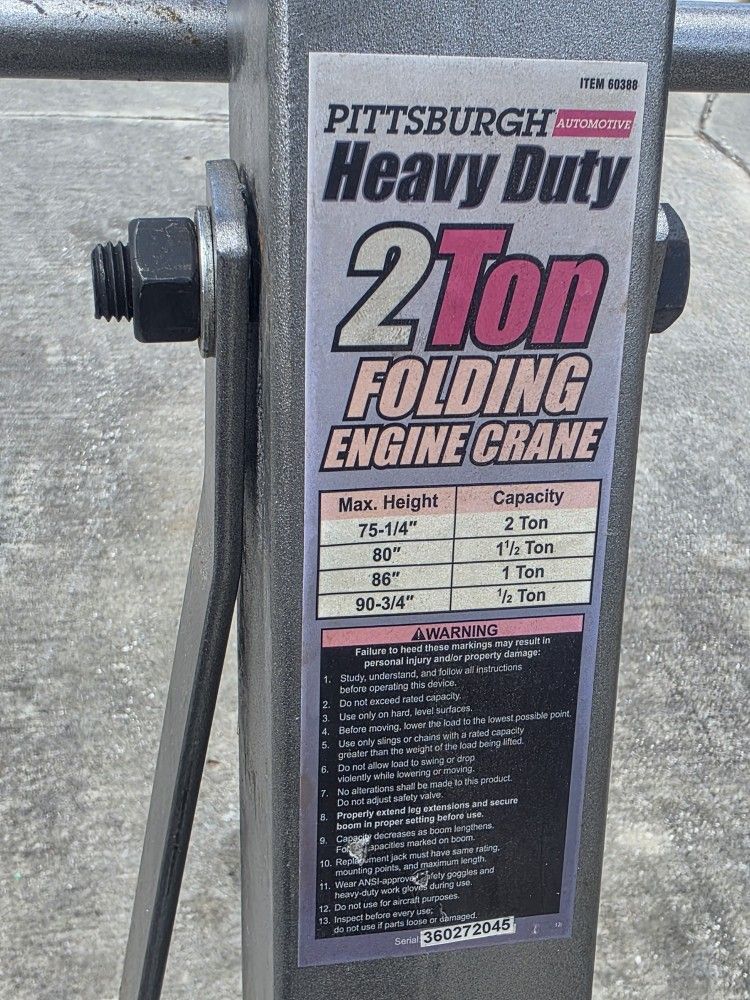 ITEM 60388
PITTSBURGH AUTOMOTIVE
Heavy Duty
2Ton
FOLDING
ENGINE CRANE
Max. Height Capacity
75-1/4" 2 Ton
80" 1 1/2 Ton
86" 1 Ton
90-3/4" 1/2 Ton
⚠WARNING
Failure to heed these markings may result in
personal injury and/or property damage:
1. Study, understand, and follow all instructions
before operating this device.
2. Do not exceed rated capacity.
3. Use only on hard, level surfaces.
4. Before moving, lower the load to the lowest possible point.
5. Use only slings or chains with a rated capacity
greater than the weight of the load being lifted.
6. Do not allow load to swing or drop
violently while lowering or moving.
7. No alterations shall be made to this product.
Do not adjust safety valve.
8. Properly extend leg extensions and secure
boom in proper setting before use.
9. Capacity decreases as boom lengthens.
capacities marked on boom.
10. jack must have same rating,
mounting points, and maximum length.
11. Wear ANSI-approved safety goggles and
heavy-duty work gloves during use.
12. Do not use for aircraft purposes.
13. Inspect before every use;
do not use if parts loose or damaged.
Serial 360272045